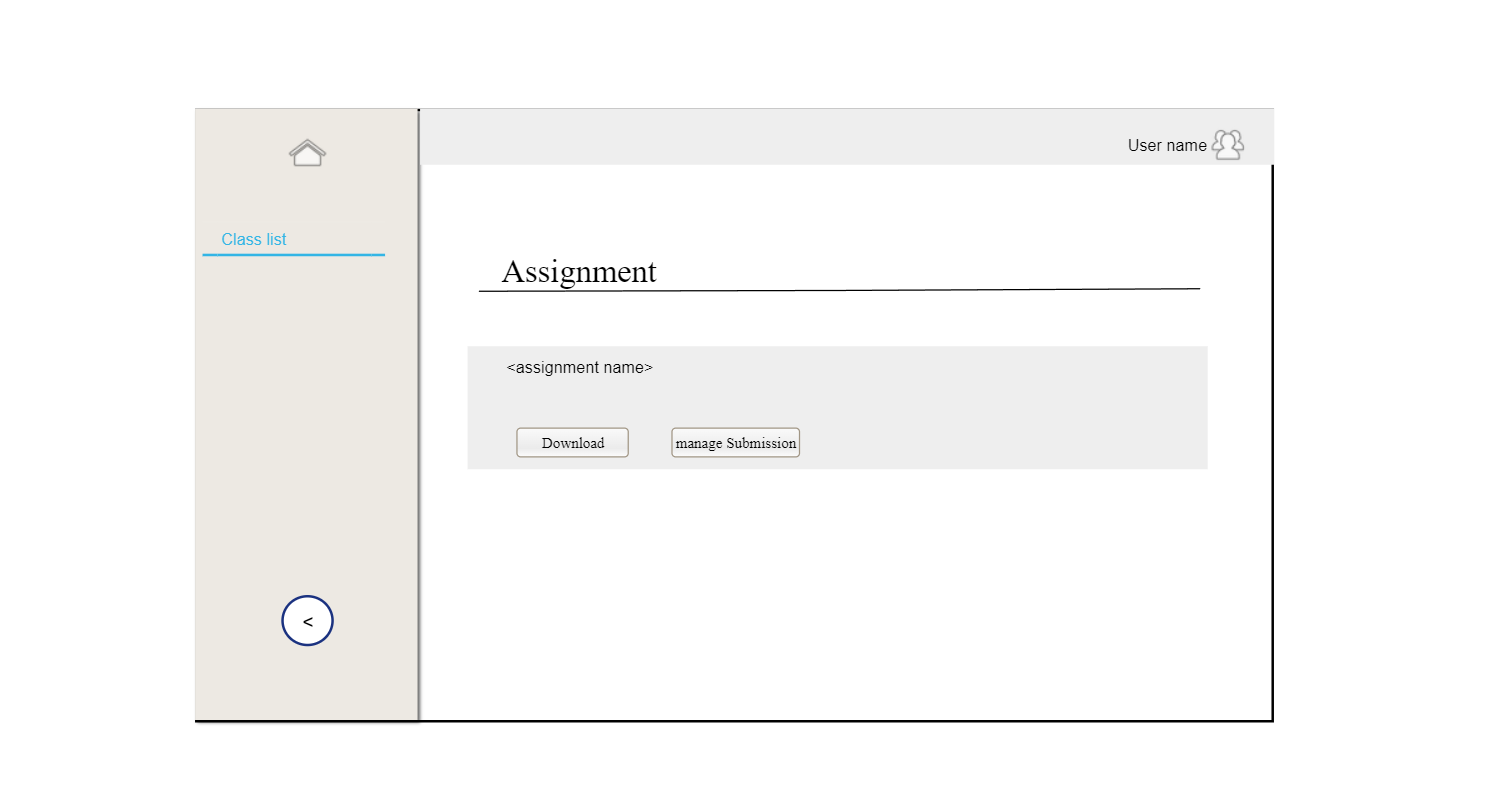 User name
Class list
Assignment
<assignment name>
Download
manage Submission
<